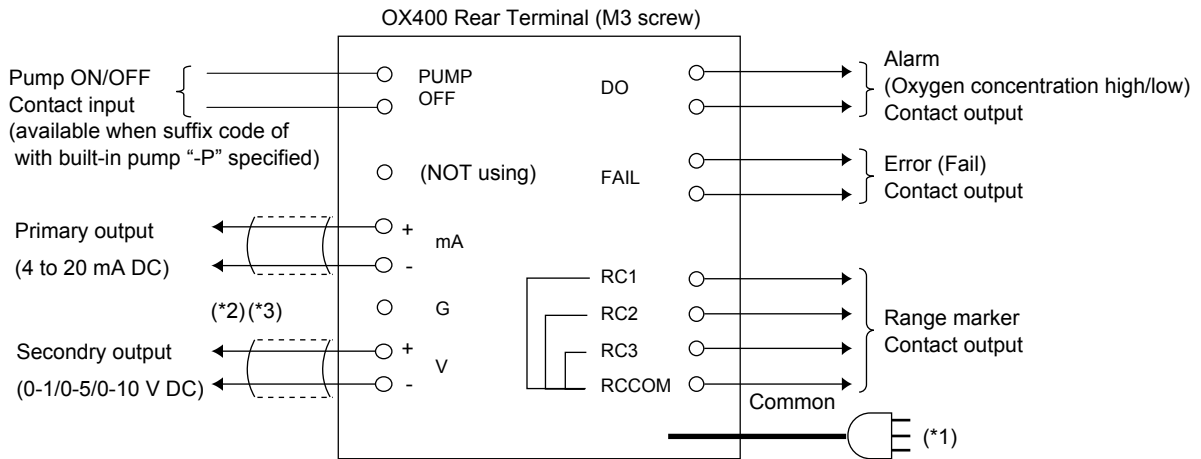 OX400 Rear Terminal (M3 screw)
Pump ON/OFF
Contact input
(available when suffix code of
with built-in pump “-P” specified)
PUMP
OFF
(NOT using)
Primary output
(4 to 20 mA DC)
+
mA
-
(*2)(*3)
G
Secondry output
(0-1/0-5/0-10 V DC)
+
V
-
DO
Alarm
(Oxygen concentration high/low)
Contact output
FAIL
Error (Fail)
Contact output
RC1
RC2
RC3
RCCOM
Range marker
Contact output
Common
(*1)